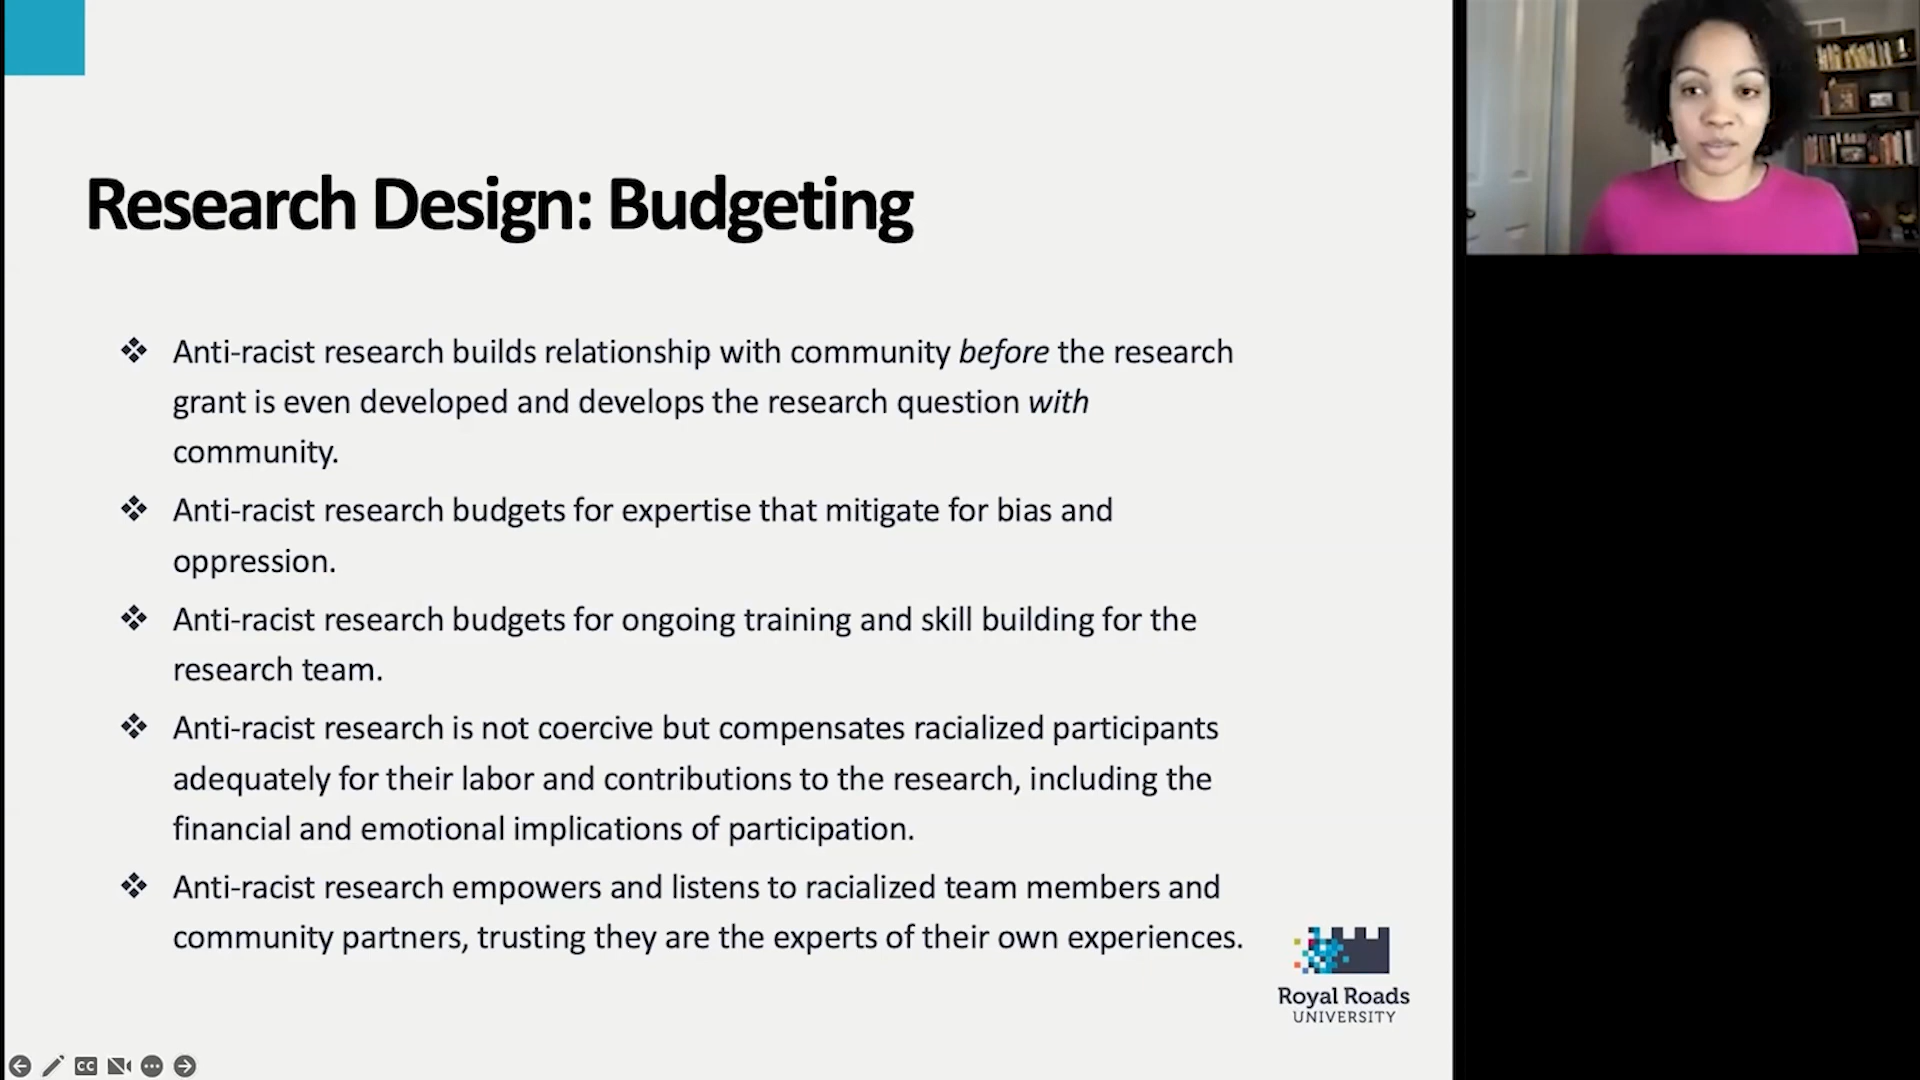 Research Design: Budgeting
❖ Anti-racist research builds relationship with community before the research
grant is even developed and develops the research question with
community.
❖ Anti-racist research budgets for expertise that mitigate for bias and
oppression.
❖ Anti-racist research budgets for ongoing training and skill building for the
research team.
❖ Anti-racist research is not coercive but compensates racialized participants
adequately for their labor and contributions to the research, including the
financial and emotional implications of participation.
❖ Anti-racist research empowers and listens to racialized team members and
community partners, trusting they are the experts of their own experiences.
Royal Roads
UNIVERSITY
CC